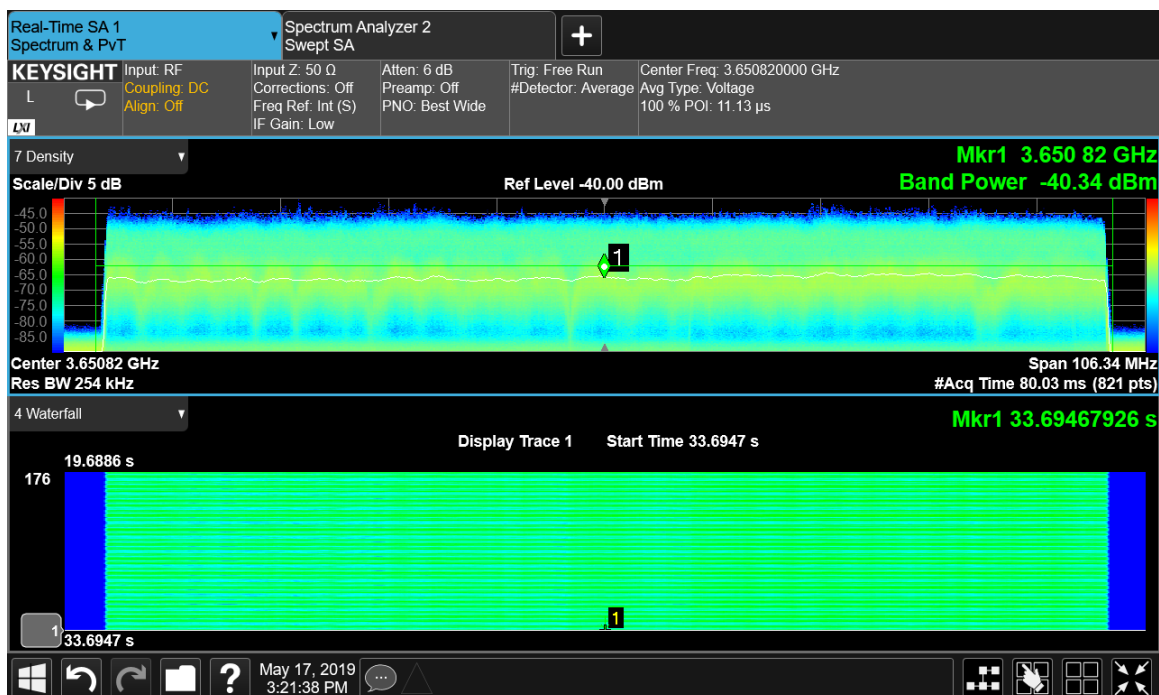 Real-Time SA 1
Spectrum & PvT
Spectrum Analyzer 2
Swept SA
KEYSIGHT
L
LXI
Input: RF
Coupling: DC
Align: Off
Input Z: 50 Ω
Corrections: Off
Freq Ref: Int (S)
IF Gain: Low
Atten: 6 dB
Preamp: Off
PNO: Best Wide
Trig: Free Run
#Detector: Average
Center Freq: 3.650820000 GHz
Avg Type: Voltage
100 % POI: 11.13 µs
7 Density
Mkr1 3.650 82 GHz
Scale/Div 5 dB
Ref Level -40.00 dBm
Band Power -40.34 dBm
-45.0
-50.0
-55.0
-60.0
-65.0
-70.0
-75.0
-80.0
-85.0
1
Center 3.65082 GHz
Span 106.34 MHz
Res BW 254 kHz
#Acq Time 80.03 ms (821 pts)
4 Waterfall
Mkr1 33.69467926 s
Display Trace 1 Start Time 33.6947 s
19.6886 s
176
1
1
33.6947 s
?
May 17, 2019
3:21:38 PM